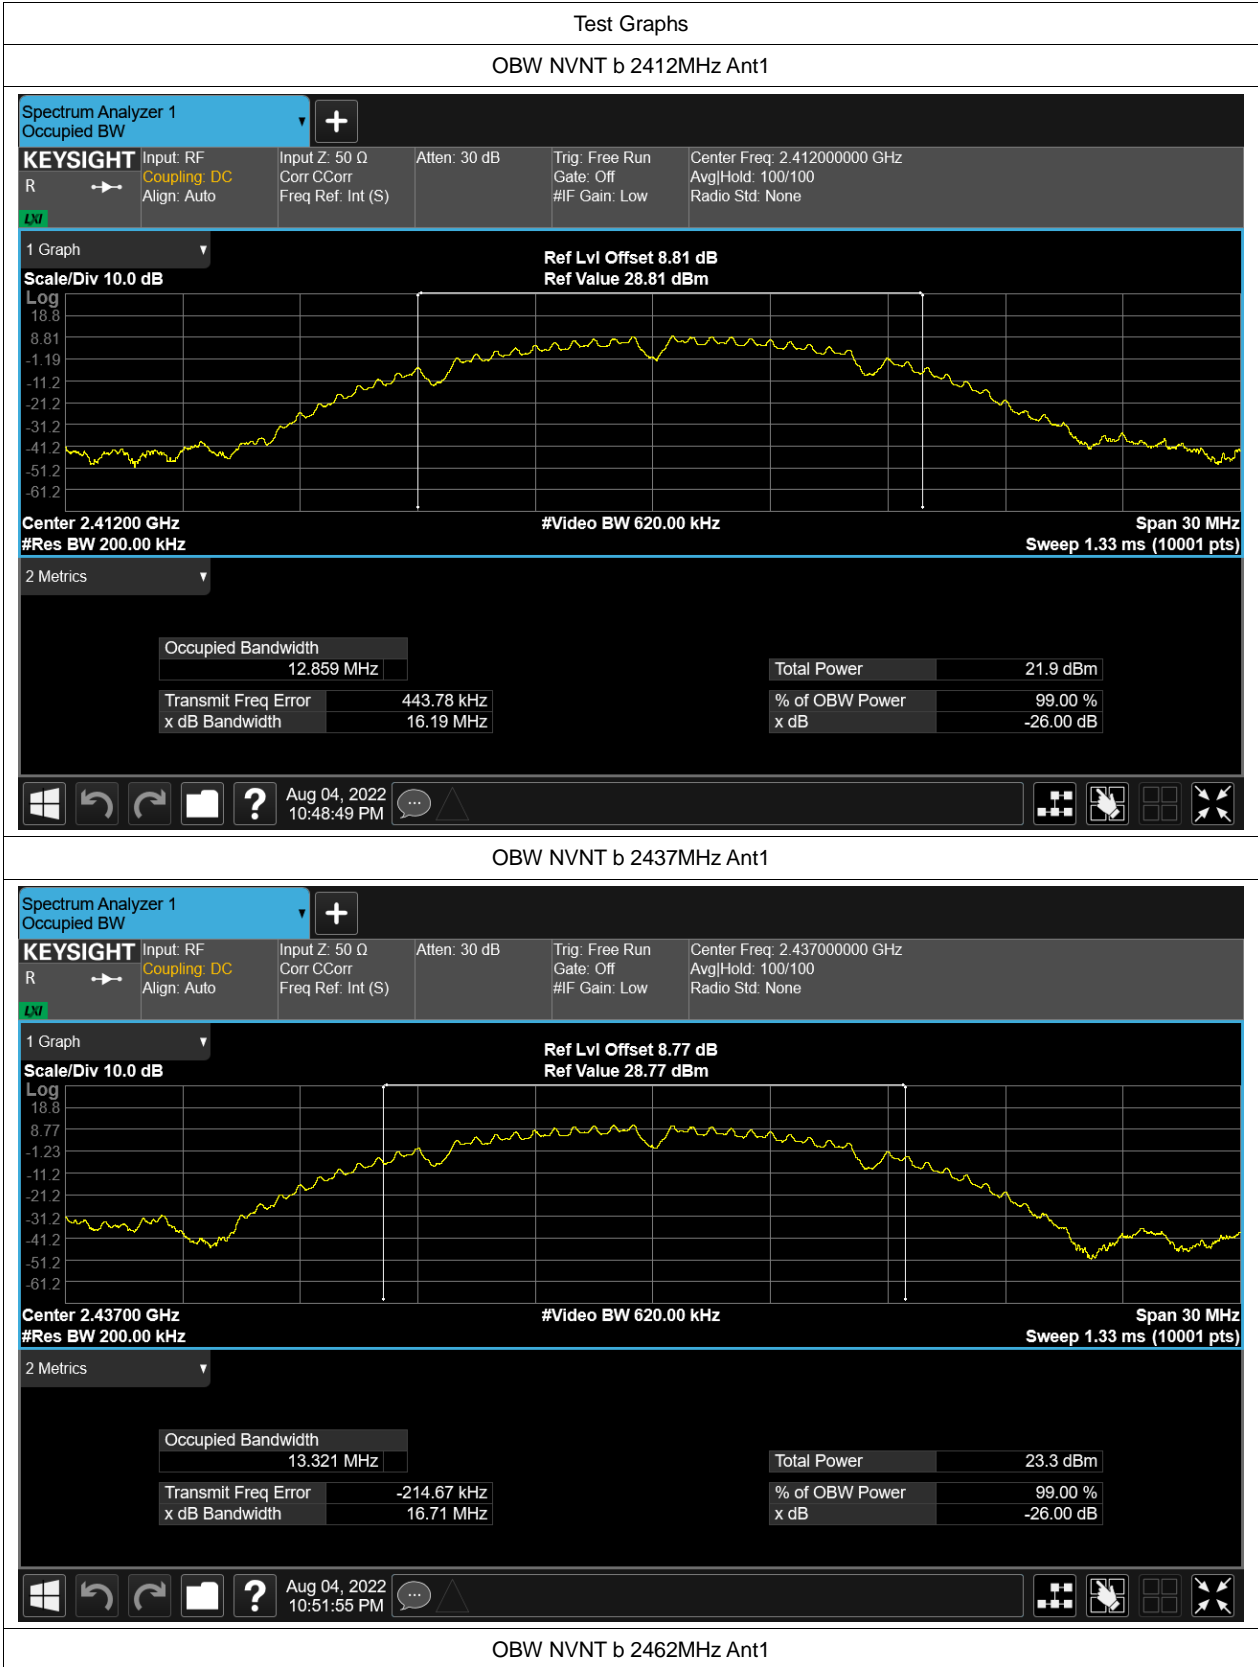 Test Graphs
OBW NVNT b 2412MHz Ant1
Spectrum Analyzer 1
Occupied BW
KEYSIGHT
R
LXI
Input: RF
Coupling: DC
Align: Auto
Input Z: 50 Ω
Corr CCorr
Freq Ref: Int (S)
Atten: 30 dB
Trig: Free Run
Gate: Off
#IF Gain: Low
Center Freq: 2.412000000 GHz
Avg|Hold: 100/100
Radio Std: None
1 Graph
Scale/Div 10.0 dB
Ref Lvl Offset 8.81 dB
Ref Value 28.81 dBm
Log
18.8
8.81
-1.19
-11.2
-21.2
-31.2
-41.2
-51.2
-61.2
Center 2.41200 GHz
#Video BW 620.00 kHz
Span 30 MHz
#Res BW 200.00 kHz
Sweep 1.33 ms (10001 pts)
2 Metrics
Occupied Bandwidth
12.859 MHz
Total Power 21.9 dBm
Transmit Freq Error 443.78 kHz
% of OBW Power 99.00 %
x dB Bandwidth 16.19 MHz
x dB -26.00 dB
?
Aug 04, 2022
10:48:49 PM
OBW NVNT b 2437MHz Ant1
Spectrum Analyzer 1
Occupied BW
KEYSIGHT
R
LXI
Input: RF
Coupling: DC
Align: Auto
Input Z: 50 Ω
Corr CCorr
Freq Ref: Int (S)
Atten: 30 dB
Trig: Free Run
Gate: Off
#IF Gain: Low
Center Freq: 2.437000000 GHz
Avg|Hold: 100/100
Radio Std: None
1 Graph
Scale/Div 10.0 dB
Ref Lvl Offset 8.77 dB
Ref Value 28.77 dBm
Log
18.8
8.77
-1.23
-11.2
-21.2
-31.2
-41.2
-51.2
-61.2
Center 2.43700 GHz
#Video BW 620.00 kHz
Span 30 MHz
#Res BW 200.00 kHz
Sweep 1.33 ms (10001 pts)
2 Metrics
Occupied Bandwidth
13.321 MHz
Total Power 23.3 dBm
Transmit Freq Error -214.67 kHz
% of OBW Power 99.00 %
x dB Bandwidth 16.71 MHz
x dB -26.00 dB
?
Aug 04, 2022
10:51:55 PM
OBW NVNT b 2462MHz Ant1